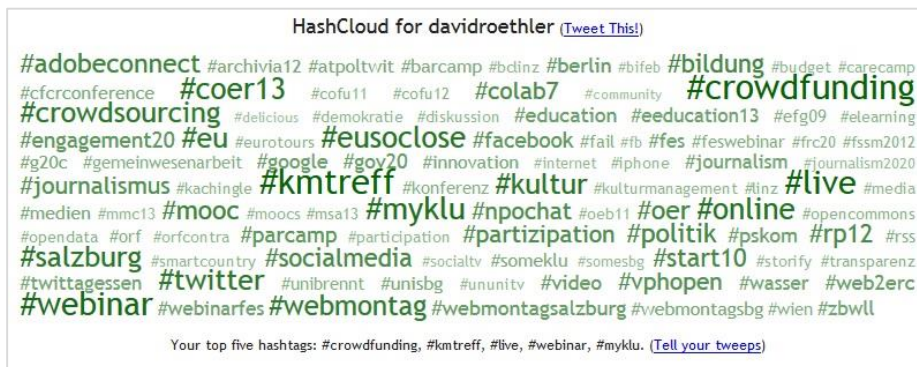 HashCloud for davidroethler (Tweet This!)
#adobeconnect #archivia12 #atpoltwit #barcamp #bclinz #berlin #bifeb #bildung #budget #carecamp
#cfcrconference #coer13 #cofu11 #cofu12 #colab7 #community #crowdfunding
#crowdsourcing #delicious #demokratie #diskussion #education #eeducation13 #efg09 #elearning
#engagement20 #eu #eurotours #eusoclose #facebook #fail #fb #fes #feswebinar #frc20 #fssm2012
#g20c #gemeinwesenarbeit #google #gov20 #innovation #internet #iphone #journalism #journalism2020
#journalismus #kachingle #kmtreff #konferenz #kultur #kulturmanagement #linz #live #media
#medien #mmc13 #mooc #moocs #msa13 #myklu #npochat #oeb11 #oer #online #opencommons
#opendata #orf #orfcontra #parcamp #participation #partizipation #politik #pskom #rp12 #rss
#salzburg #smartcountry #socialmedia #socialtv #someklu #somesbg #start10 #storify #transparenz
#twittagessen #twitter #unibrennt #unisbg #ununitv #video #vphopen #wasser #web2erc
#webinar #webinarfes #webmontag #webmontagsalzburg #webmontagsbg #wien #zbwll
Your top five hashtags: #crowdfunding, #kmtreff, #live, #webinar, #myklu. (Tell your tweeps)